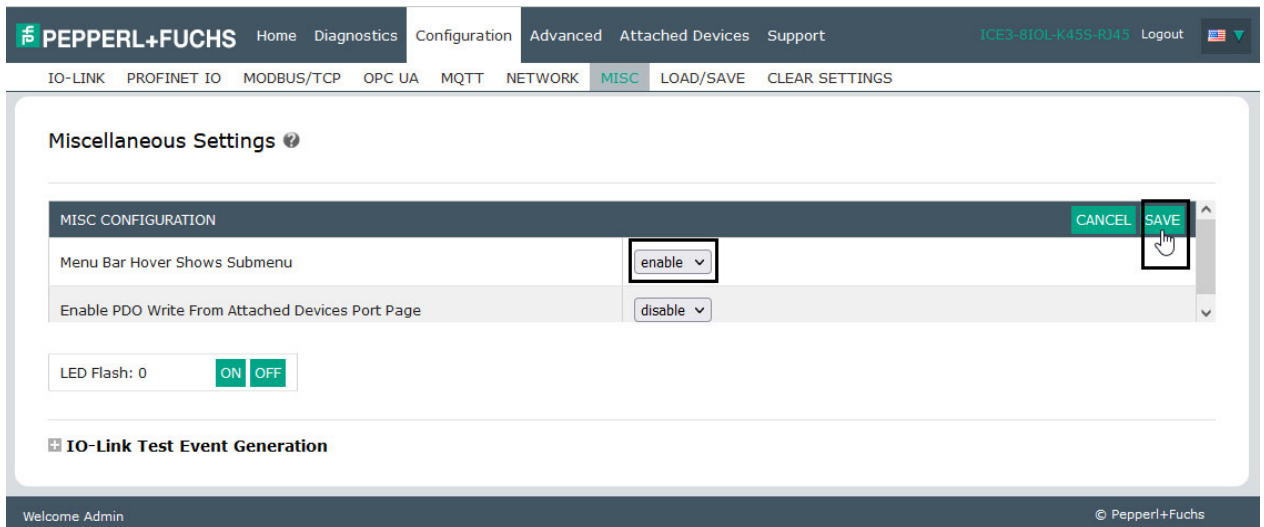 PEPPERL+FUCHS Home Diagnostics Configuration Advanced Attached Devices Support ICE3-8IOL-K45S-RJ45 Logout
IO-LINK PROFINET IO MODBUS/TCP OPC UA MQTT NETWORK MISC LOAD/SAVE CLEAR SETTINGS
Miscellaneous Settings ?
MISC CONFIGURATION CANCEL SAVE
Menu Bar Hover Shows Submenu enable
Enable PDO Write From Attached Devices Port Page disable
LED Flash: 0 ON OFF
IO-Link Test Event Generation
Welcome Admin © Pepperl+Fuchs